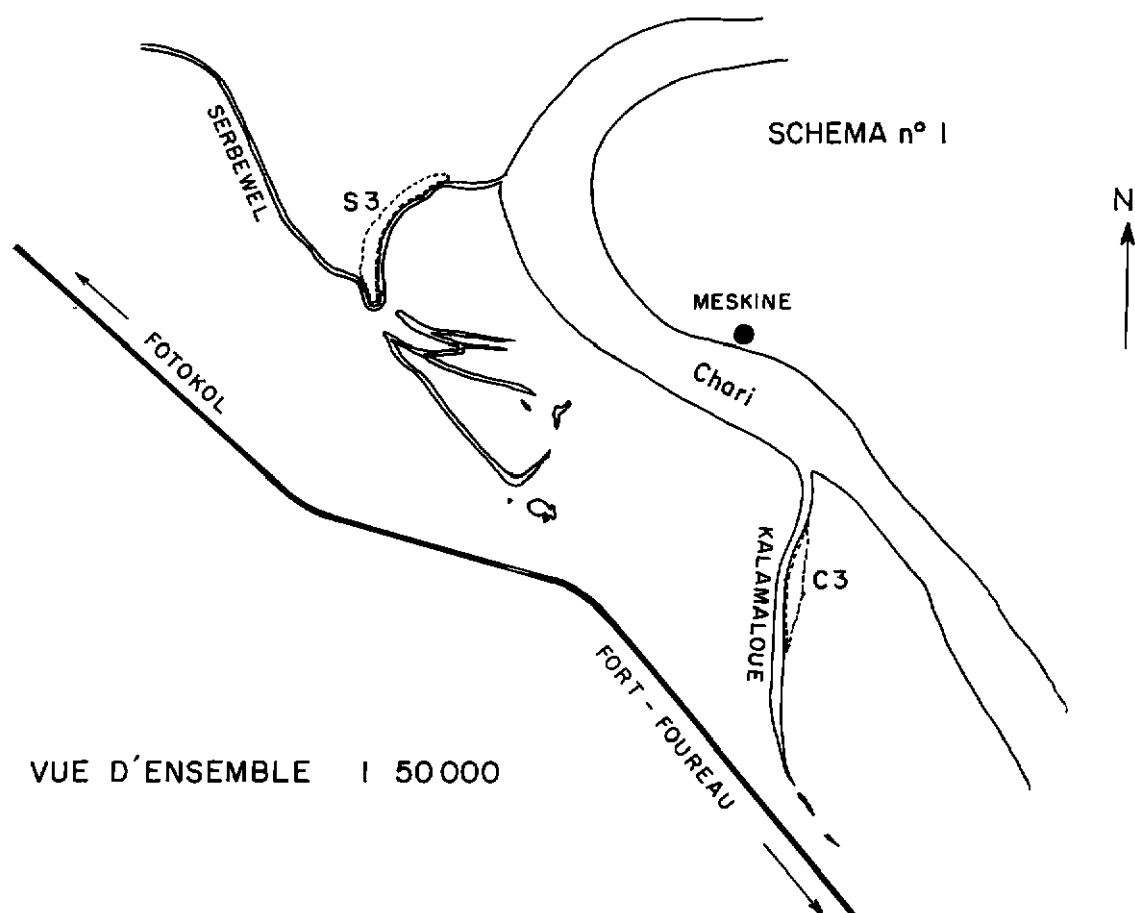 SCHEMA n° 1
N
SERBEWEL
S3
MESKINE
Chari
FOTOKOL
KALAMALOUE
C3
FORT - FOUREAU
VUE D'ENSEMBLE 1 50 000